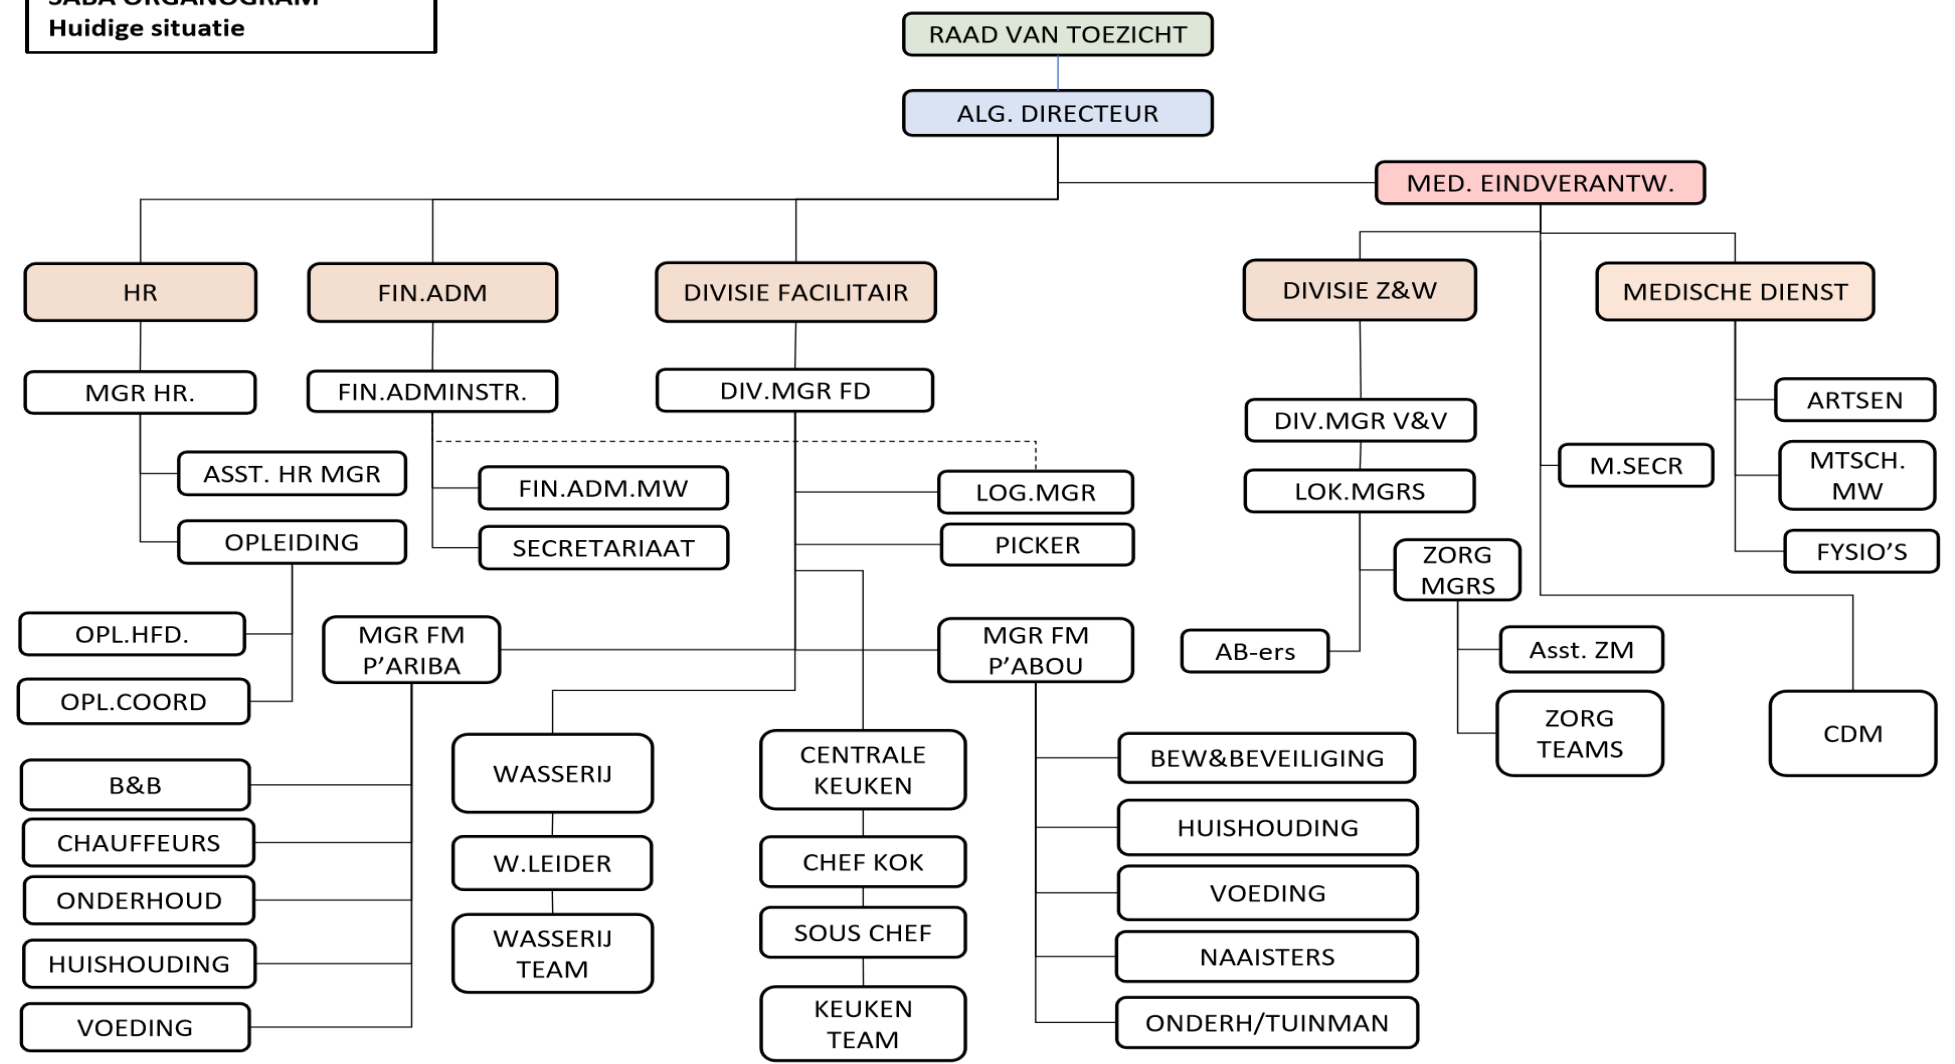 SABA ORGANOGRAM
Huidige situatie
RAAD VAN TOEZICHT
ALG. DIRECTEUR
MED. EINDVERANTW.
HR
FIN.ADM
DIVISIE FACILITAIR
DIVISIE Z&W
MEDISCHE DIENST
MGR HR.
FIN.ADMINSTR.
DIV.MGR FD
DIV.MGR V&V
ARTSEN
ASST. HR MGR
FIN.ADM.MW
LOG.MGR
LOK.MGRS
M.SECR
MTSCH.
MW
OPLEIDING
SECRETARIAAT
PICKER
ZORG
MGRS
FYSIO'S
OPL.HFD.
MGR FM
P'ARIBA
MGR FM
P'ABOU
AB-ers
Asst. ZM
OPL.COORD
ZORG
TEAMS
CDM
B&B
WASSERIJ
CENTRALE
KEUKEN
BEW&BEVEILIGING
CHAUFFEURS
W.LEIDER
CHEF KOK
HUISHOUDING
ONDERHOUD
WASSERIJ
TEAM
SOUS CHEF
VOEDING
HUISHOUDING
NAAISTERS
VOEDING
KEUKEN
TEAM
ONDERH/TUINMAN